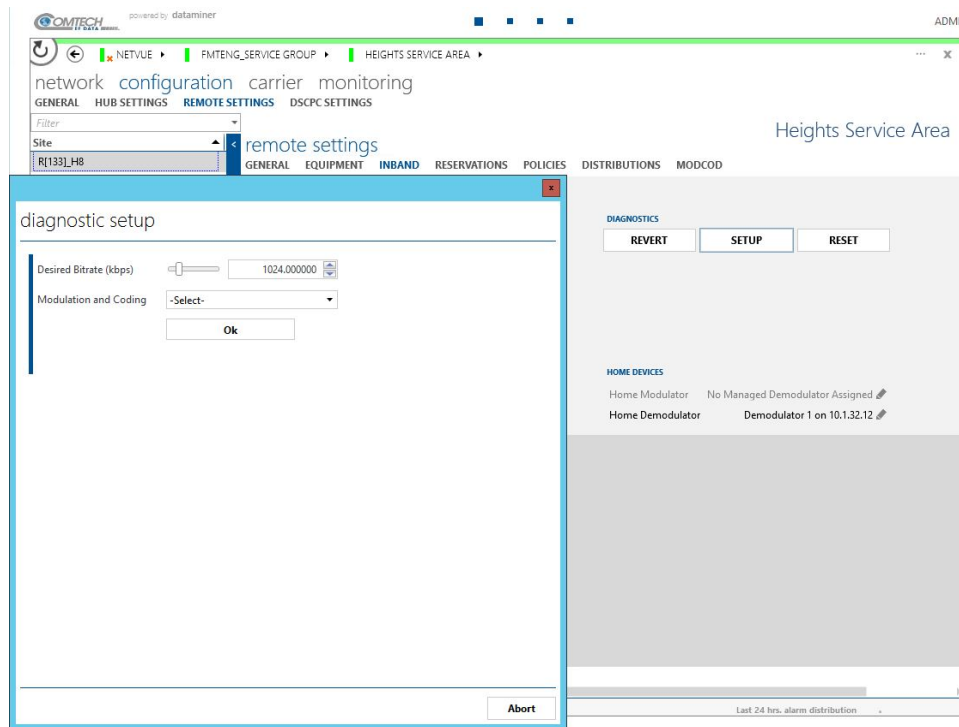 COMTECH EF DATA powered by dataminer
NETVUE FMTENG_SERVICE GROUP HEIGHTS SERVICE AREA ... X
network configuration carrier monitoring
GENERAL HUB SETTINGS REMOTE SETTINGS DSCPC SETTINGS
Filter
Heights Service Area
Site
remote settings
R[133]_H8
GENERAL EQUIPMENT INBAND RESERVATIONS POLICIES DISTRIBUTIONS MODCOD
x
diagnostic setup
Desired Bitrate (kbps) 1024.000000
Modulation and Coding -Select-
Ok
Abort
DIAGNOSTICS
REVERT SETUP RESET
HOME DEVICES
Home Modulator No Managed Demodulator Assigned
Home Demodulator Demodulator 1 on 10.1.32.12
Last 24 hrs. alarm distribution